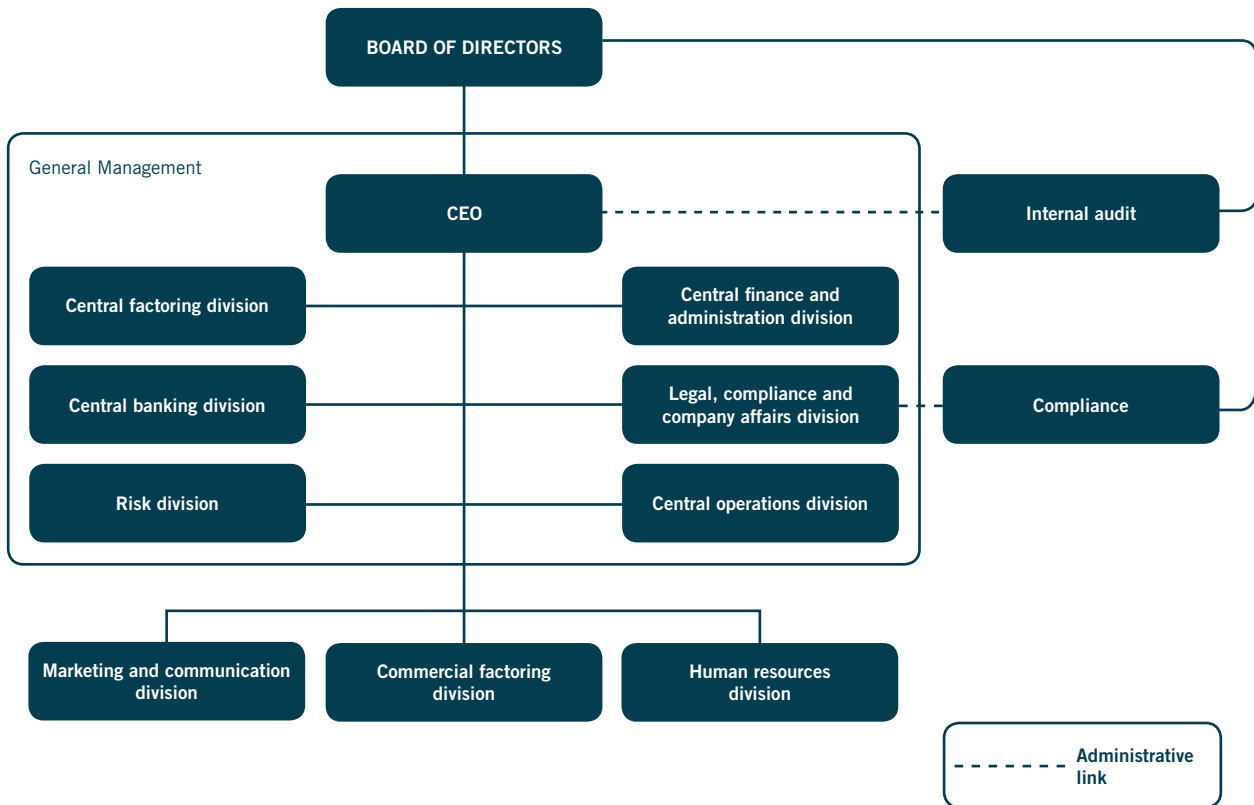 BOARD OF DIRECTORS
General Management
CEO
Internal audit
Central factoring division
Central finance and
administration division
Central banking division
Legal, compliance and
company affairs division
Compliance
Risk division
Central operations division
Marketing and communication
division
Commercial factoring
division
Human resources
division
Administrative
link